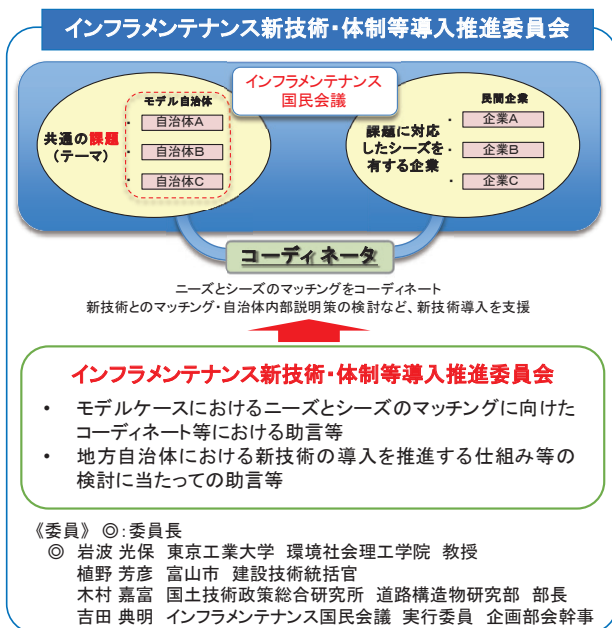 インフラメンテナンス新技術・体制等導入推進委員会
インフラメンテナンス
国民会議
共通の課題
(テーマ)
モデル自治体
・ 自治体A
・ 自治体B
・ 自治体C
課題に対応
したシーズを
有する企業
民間企業
・ 企業A
・ 企業B
・ 企業C
コーディネータ
ニーズとシーズのマッチングをコーディネート
新技術とのマッチング・自治体内部説明策の検討など、新技術導入を支援
インフラメンテナンス新技術・体制等導入推進委員会
・ モデルケースにおけるニーズとシーズのマッチングに向けた
コーディネート等における助言等
・ 地方自治体における新技術の導入を推進する仕組み等の
検討に当たっての助言等
《委員》 ◎:委員長
◎ 岩波 光保 東京工業大学 環境社会理工学院 教授
植野 芳彦 富山市 建設技術統括官
木村 嘉富 国土技術政策総合研究所 道路構造物研究部 部長
吉田 典明 インフラメンテナンス国民会議 実行委員 企画部会幹事